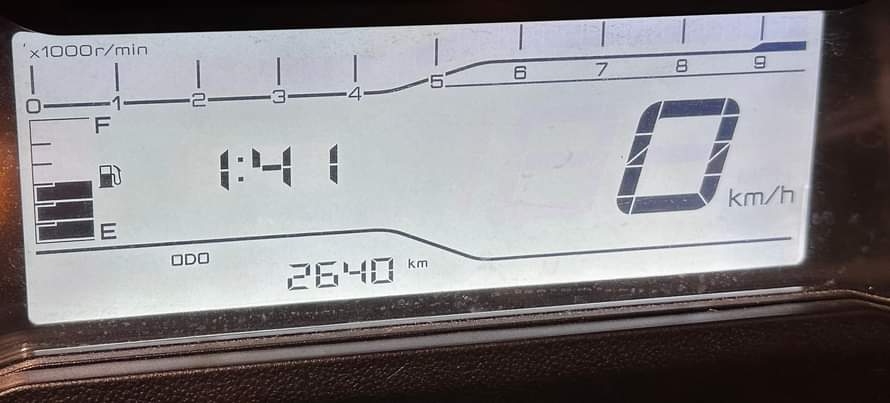 x1000r/min
0 1 2 3 4 5 6 7 8 9
F
1:41
0 km/h
E
ODO 2640 km